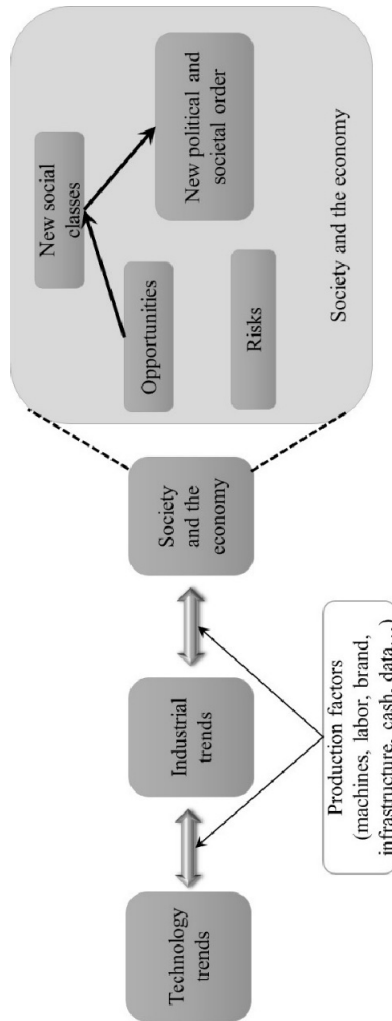 Technology
trends
Industrial
trends
Society
and the
economy
Production factors
(machines, labor, brand,
infrastructure, cash, data…)
New social
classes
Opportunities
New political and
societal order
Risks
Society and the economy